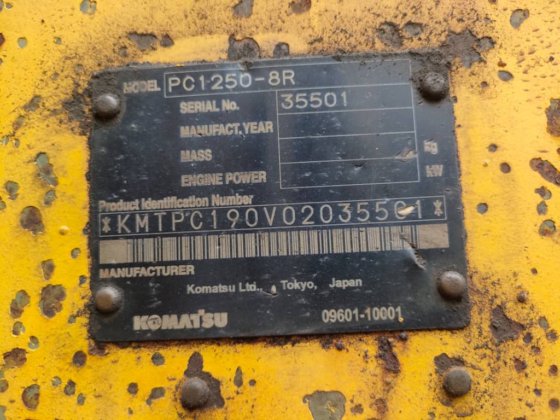 MODEL PC1250-8R
SERIAL No. 35501
MANUFACT. YEAR
MASS kg
ENGINE POWER kW
Product Identification Number
*KMTPC190V02035501*
MANUFACTURER
Komatsu Ltd., Tokyo, Japan
KOMATSU 09601-10001